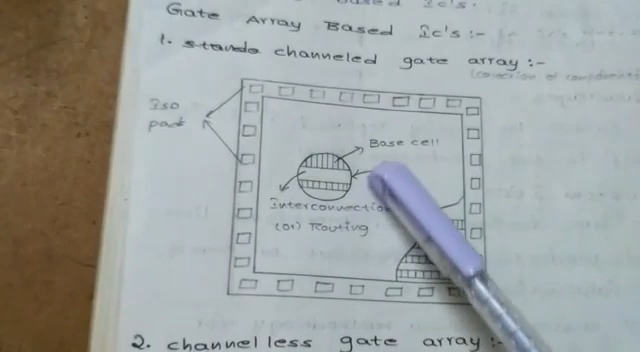 Gate Array Based Ic's:-
1. channeled gate array:-
Iso
pad
Base cell
Interconnection
(or) Routing
2. channelless gate array:-